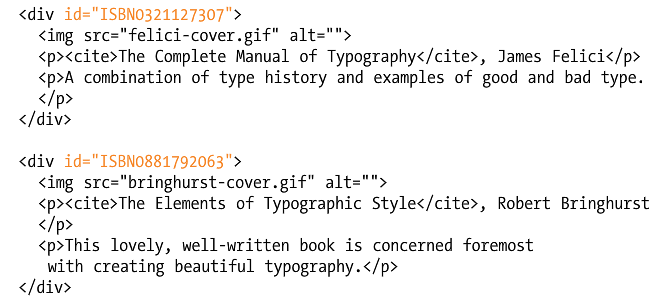 <div id="ISBN0321127307">
  <img src="felici-cover.gif" alt="">
  <p><cite>The Complete Manual of Typography</cite>, James Felici</p>
  <p>A combination of type history and examples of good and bad type.
  </p>
</div>

<div id="ISBN0881792063">
  <img src="bringhurst-cover.gif" alt="">
  <p><cite>The Elements of Typographic Style</cite>, Robert Bringhurst
  </p>
  <p>This lovely, well-written book is concerned foremost
   with creating beautiful typography.</p>
</div>